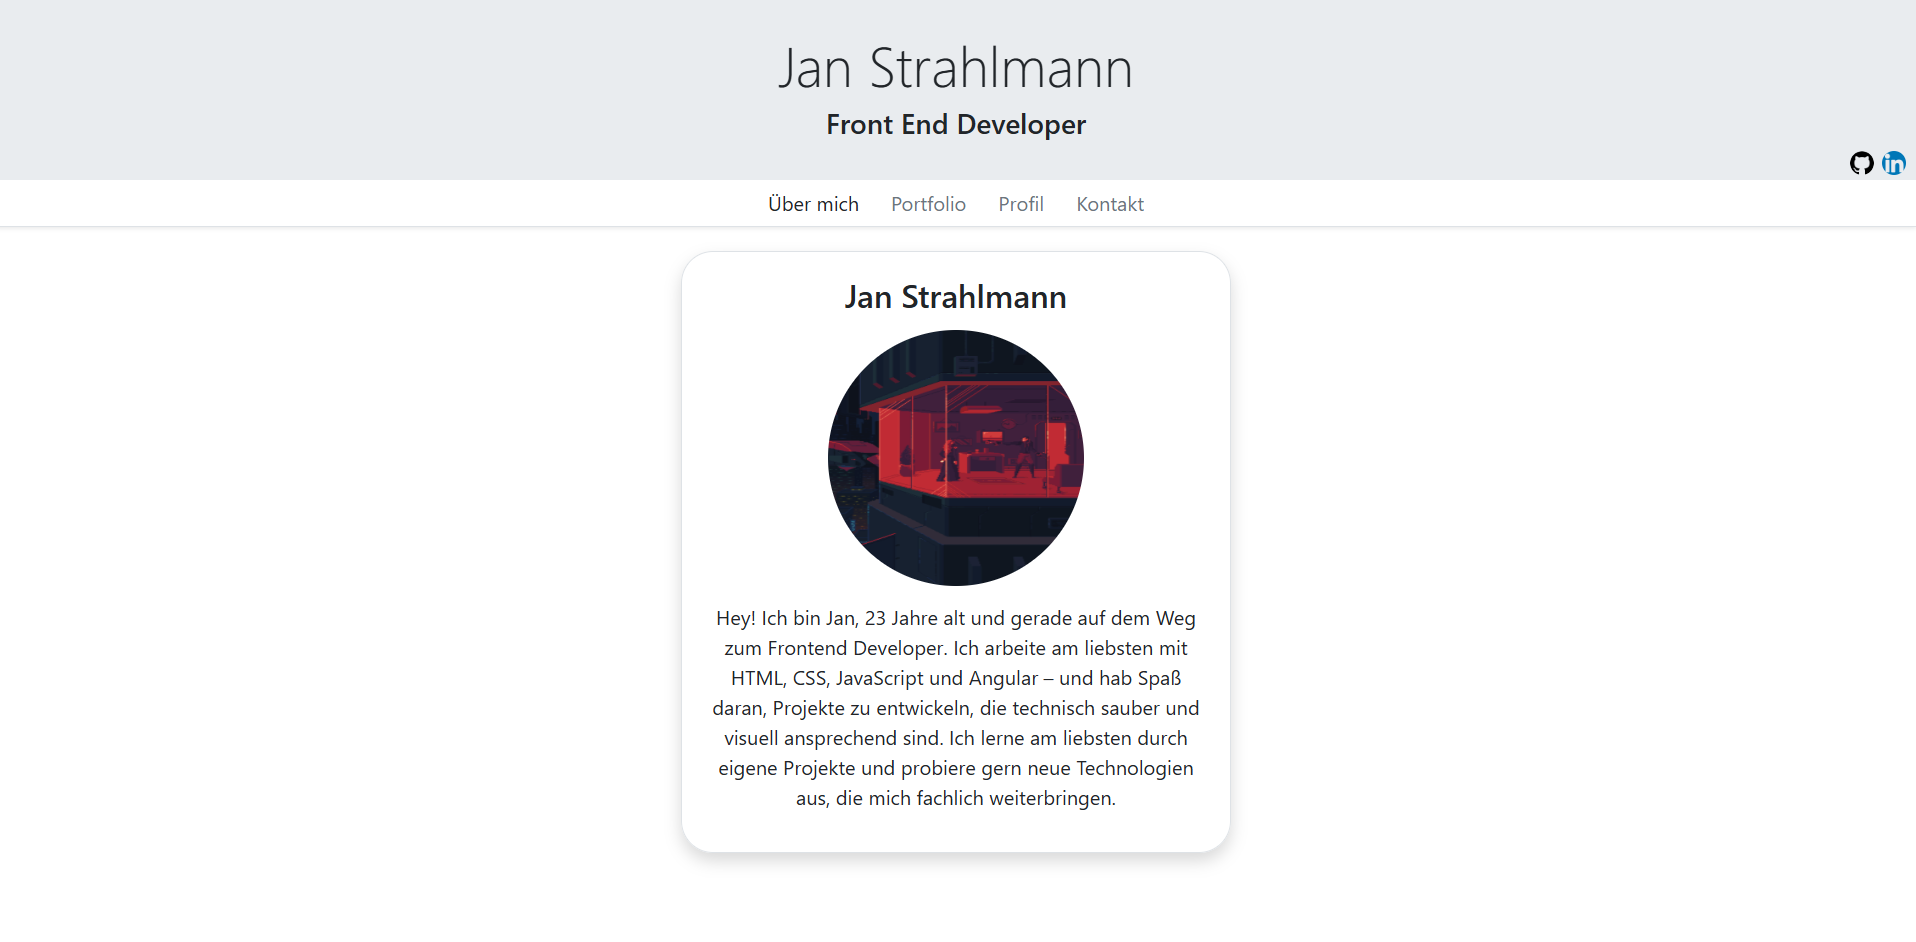 Jan Strahlmann
Front End Developer
in
Über mich Portfolio Profil Kontakt
Jan Strahlmann
Hey! Ich bin Jan, 23 Jahre alt und gerade auf dem Weg
zum Frontend Developer. Ich arbeite am liebsten mit
HTML, CSS, JavaScript und Angular – und hab Spaß
daran, Projekte zu entwickeln, die technisch sauber und
visuell ansprechend sind. Ich lerne am liebsten durch
eigene Projekte und probiere gern neue Technologien
aus, die mich fachlich weiterbringen.